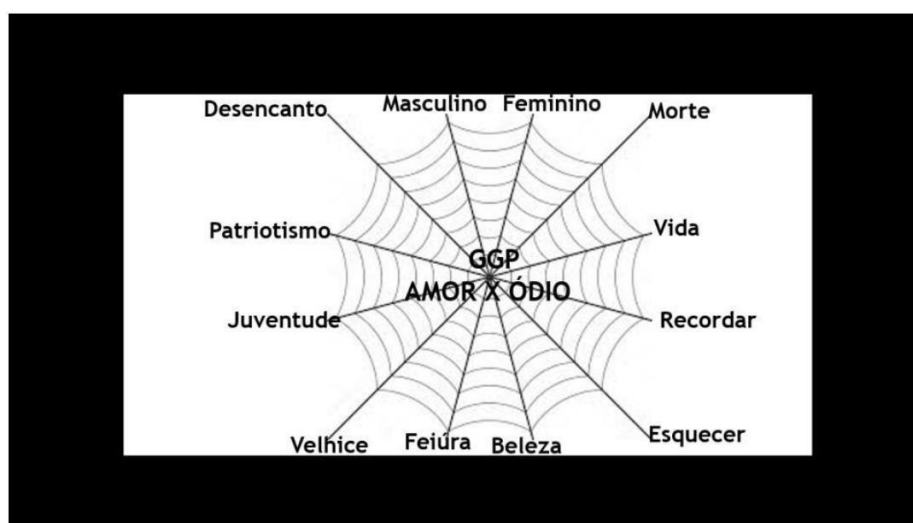 Desencanto
Masculino
Feminino
Morte
Patriotismo
Vida
GGP
AMOR X ÓDIO
Juventude
Recordar
Velhice
Feiúra
Beleza
Esquecer